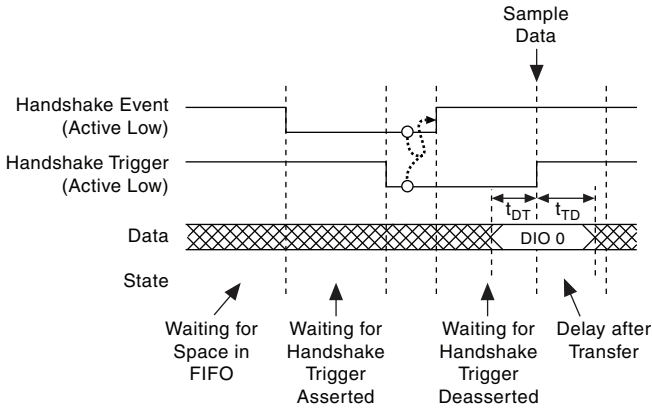 Sample
Data
Handshake Event
(Active Low)
Handshake Trigger
(Active Low)
tDT
tTD
Data
DIO 0
State
Waiting for
Space in
FIFO
Waiting for
Handshake
Trigger
Asserted
Waiting for
Handshake
Trigger
Deasserted
Delay after
Transfer